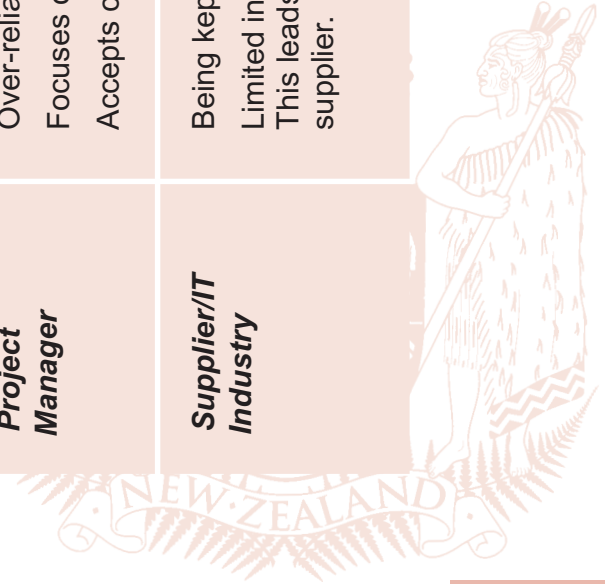 Project
Manager
Over-relia
Focuses
Accepts
Supplier/IT
Industry
Being kep
Limited in
This leads
supplier.
NEW·ZEALAND